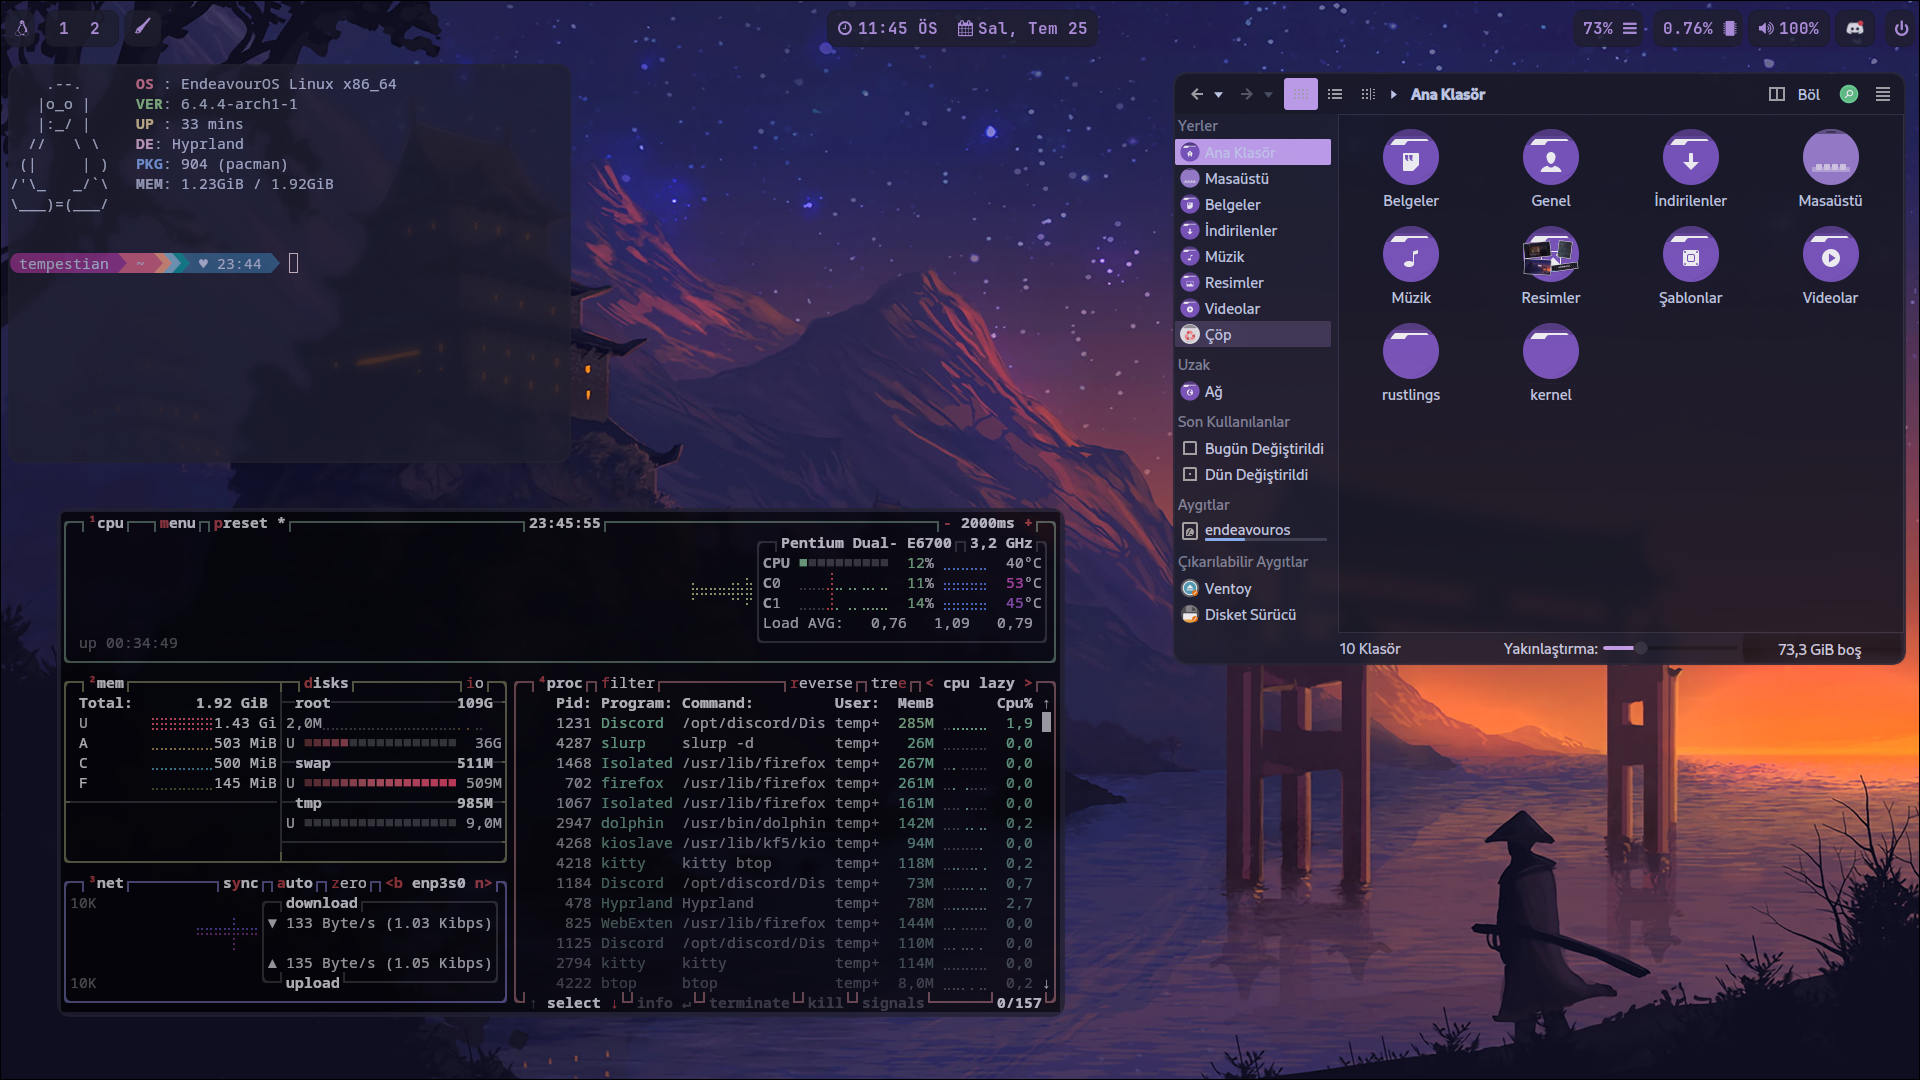 1 2
11:45 ÖS Sal, Tem 25
73% 0.76% 100%
OS : EndeavourOS Linux x86_64
VER: 6.4.4-arch1-1
UP : 33 mins
DE: Hyprland
PKG: 904 (pacman)
MEM: 1.23GiB / 1.92GiB
tempestian ~ ♥ 23:44
Ana Klasör
Böl
Yerler
Ana Klasör
Masaüstü
Belgeler
İndirilenler
Müzik
Resimler
Videolar
Çöp
Uzak
Ağ
Son Kullanılanlar
Bugün Değiştirildi
Dün Değiştirildi
Aygıtlar
endeavouros
Çıkarılabilir Aygıtlar
Ventoy
Disket Sürücü
Belgeler Genel İndirilenler Masaüstü
Müzik Resimler Şablonlar Videolar
rustlings kernel
10 Klasör Yakınlaştırma: 73,3 GiB boş
1cpu menu preset * 23:45:55 - 2000ms +
Pentium Dual- E6700 3,2 GHz
CPU 12% 40°C
C0 11% 53°C
C1 14% 45°C
Load AVG: 0,76 1,09 0,79
up 00:34:49
2mem disks io
Total: 1.92 GiB
U 1.43 Gi
A 503 MiB
C 500 MiB
F 145 MiB
root 109G
2,0M
U 36G
swap 511M
U 509M
tmp 985M
U 9,0M
3net sync auto zero <b enp3s0 n>
10K
download
▼ 133 Byte/s (1.03 Kibps)
▲ 135 Byte/s (1.05 Kibps)
upload
10K
4proc filter reverse tree < cpu lazy >
Pid: Program: Command: User: MemB Cpu% ↑
1231 Discord /opt/discord/Dis temp+ 285M 1,9
4287 slurp slurp -d temp+ 26M 0,0
1468 Isolated /usr/lib/firefox temp+ 267M 0,0
702 firefox /usr/lib/firefox temp+ 261M 0,0
1067 Isolated /usr/lib/firefox temp+ 161M 0,0
2947 dolphin /usr/bin/dolphin temp+ 142M 0,2
4268 kioslave /usr/lib/kf5/kio temp+ 94M 0,0
4218 kitty kitty btop temp+ 118M 0,2
1184 Discord /opt/discord/Dis temp+ 73M 0,7
478 Hyprland Hyprland temp+ 78M 2,7
825 WebExten /usr/lib/firefox temp+ 144M 0,0
1125 Discord /opt/discord/Dis temp+ 110M 0,0
2794 kitty kitty temp+ 114M 0,0
4222 btop btop temp+ 8,0M 0,2 ↓
↑ select ↓ info ↵ terminate kill signals 0/157